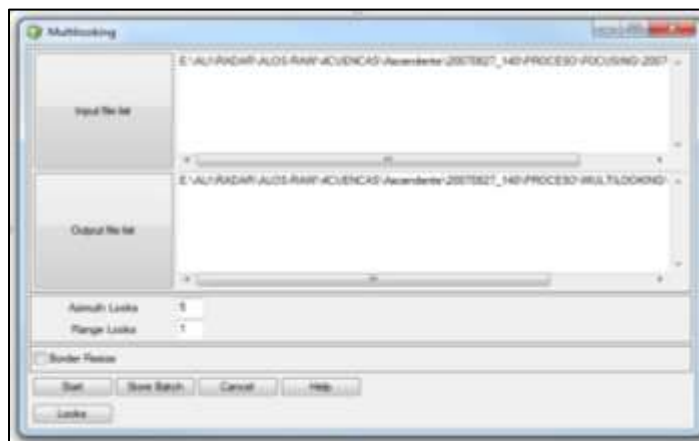 Multilooking
Input file list
E:\ALI\RADAR\ALOS-RAW\4CUENCAS\Ascendente\20070827_140\PROCESO\FOCUSING\2007
Output file list
E:\ALI\RADAR\ALOS-RAW\4CUENCAS\Ascendente\20070827_140\PROCESO\MULTILOOKING\
Azimuth Looks 5
Range Looks 1
Border Resize
Start Store Batch Cancel Help
Looks